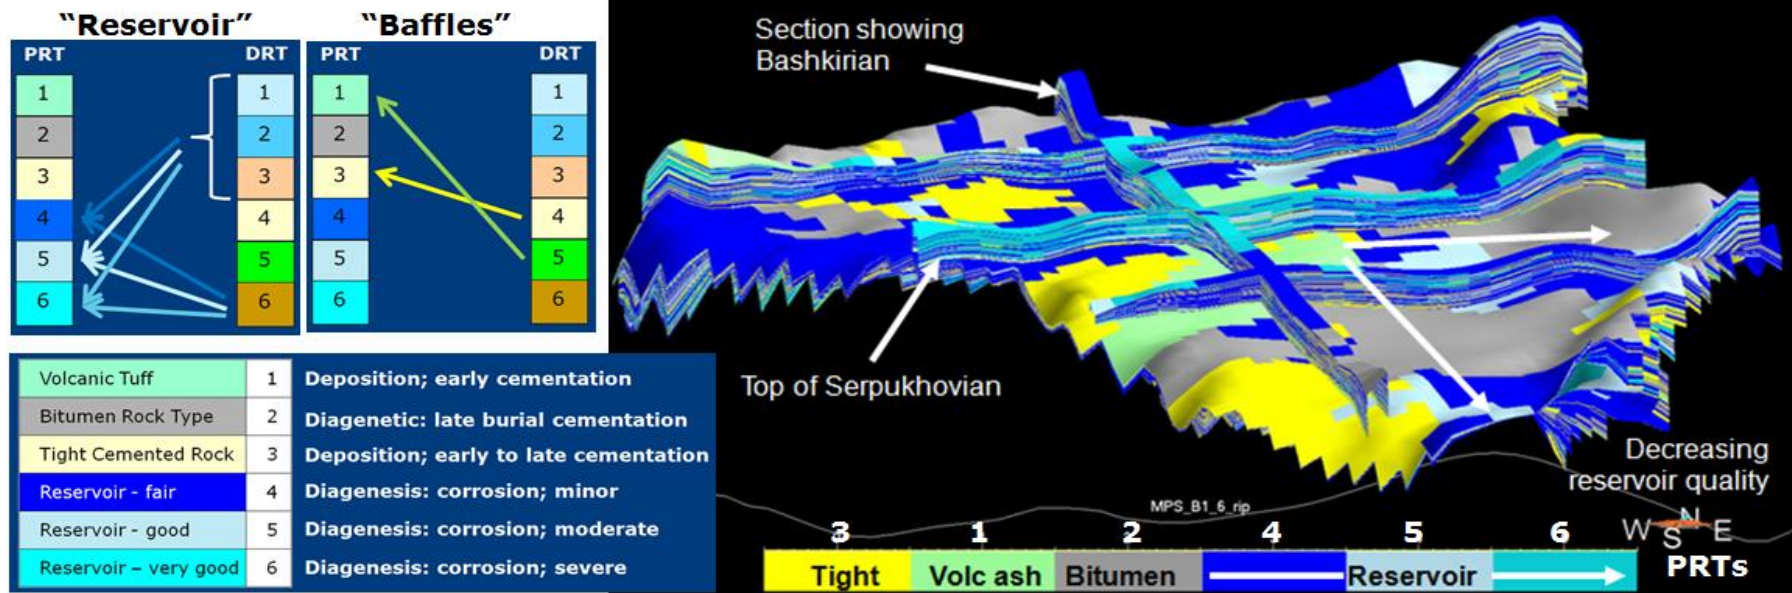 “Reservoir”
PRT DRT
1 1
2 2
3 3
4 4
5 5
6 6
“Baffles”
PRT DRT
1 1
2 2
3 3
4 4
5 5
6 6
Volcanic Tuff 1 Deposition; early cementation
Bitumen Rock Type 2 Diagenetic: late burial cementation
Tight Cemented Rock 3 Deposition; early to late cementation
Reservoir - fair 4 Diagenesis: corrosion; minor
Reservoir - good 5 Diagenesis: corrosion; moderate
Reservoir – very good 6 Diagenesis: corrosion; severe
Section showing
Bashkirian
Top of Serpukhovian
Decreasing
reservoir quality
MPS_B1_6_rip
W N S E
3 1 2 4 5 6
Tight Volc ash Bitumen Reservoir
PRTs